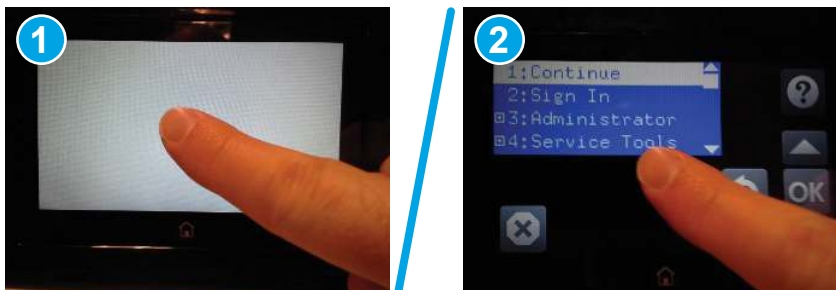 1
2
1:Continue
2:Sign In
3:Administrator
4:Service Tools
?
OK